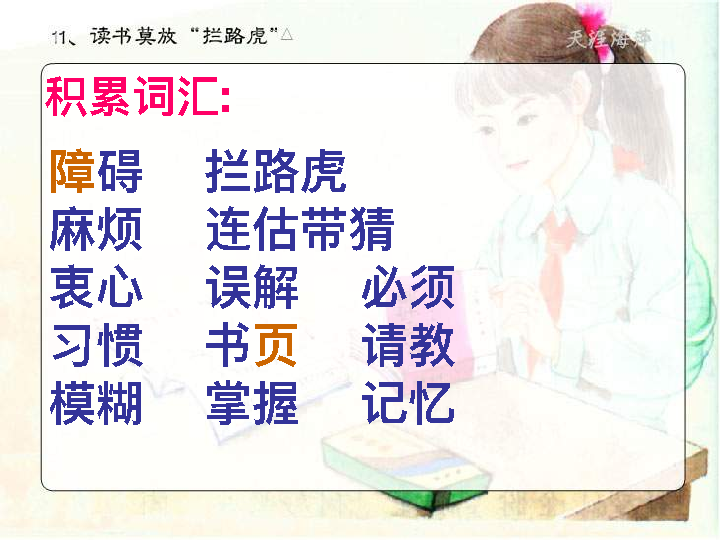 11、读书莫放“拦路虎”△
天涯海萍
积累词汇:
障碍 拦路虎
麻烦 连估带猜
衷心 误解 必须
习惯 书页 请教
模糊 掌握 记忆